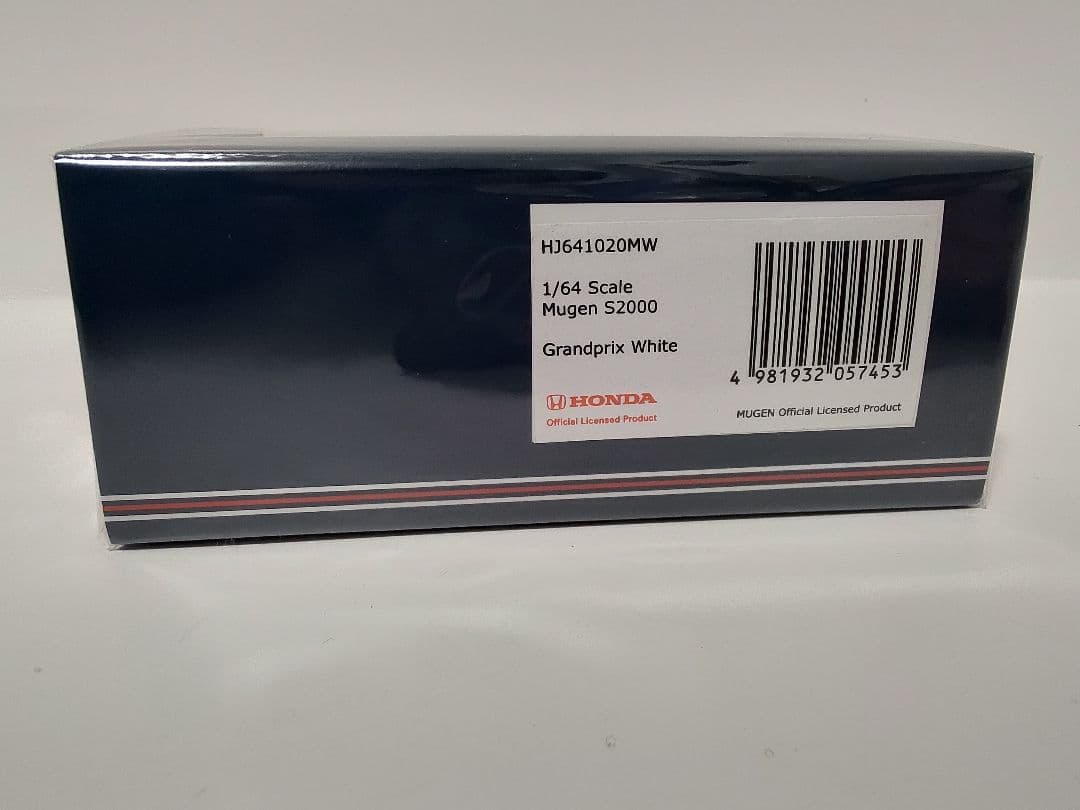 HJ641020MW
1/64 Scale
Mugen S2000
Grandprix White
HONDA
Official Licensed Product
4 981932 057453
MUGEN Official Licensed Product